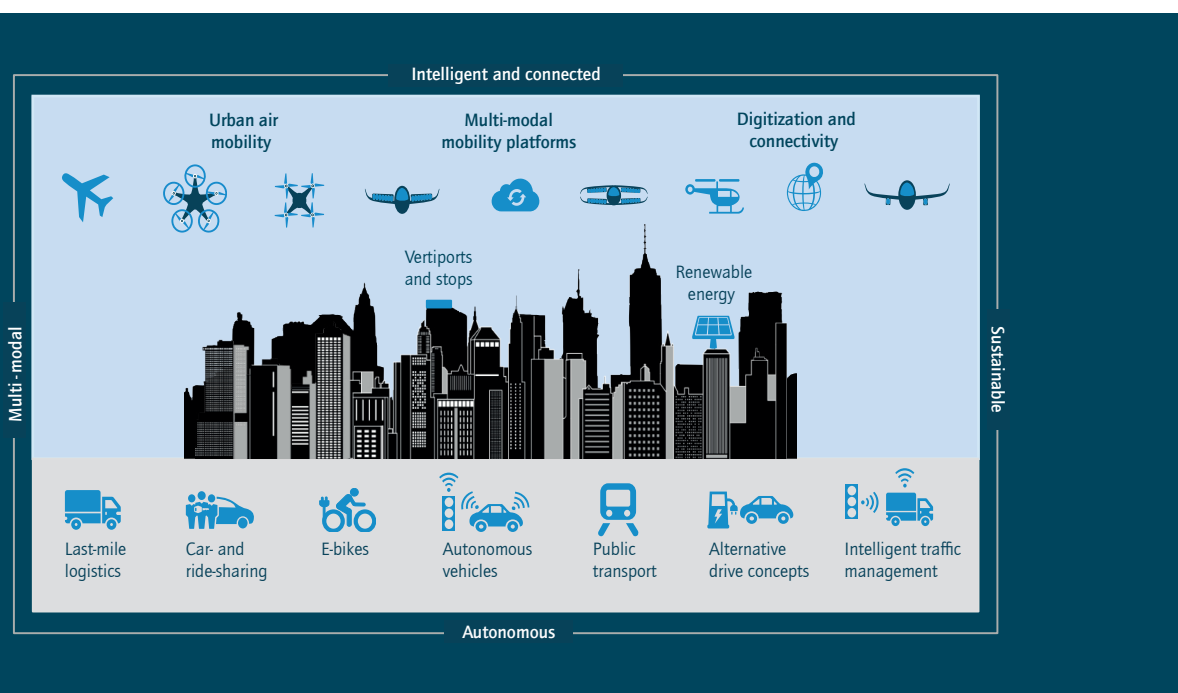 Intelligent and connected
Urban air
mobility
Multi-modal
mobility platforms
Digitization and
connectivity
Vertiports
and stops
Renewable
energy
Multi-modal
Sustainable
Last-mile
logistics
Car- and
ride-sharing
E-bikes
Autonomous
vehicles
Public
transport
Alternative
drive concepts
Intelligent traffic
management
Autonomous